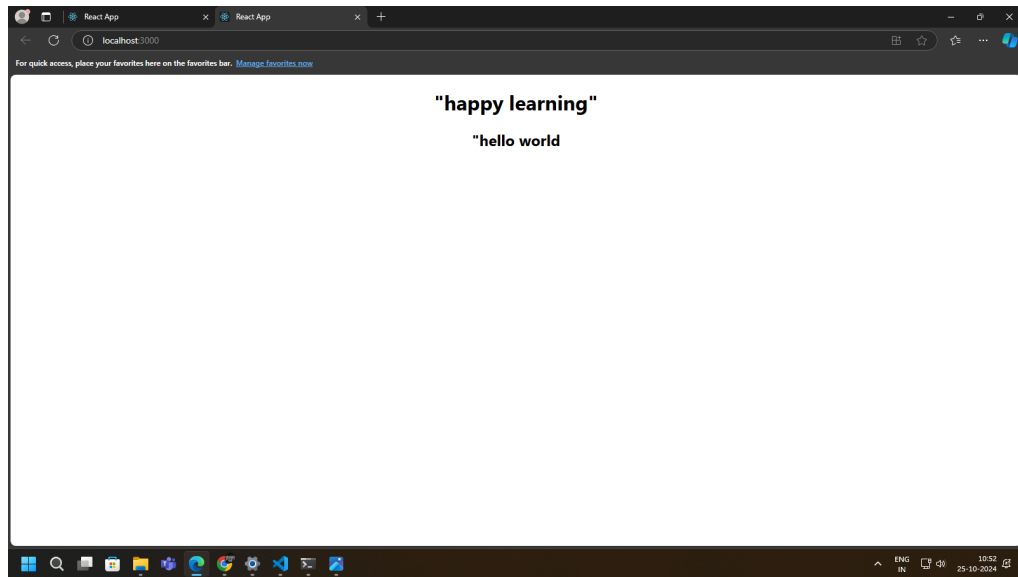 React App
React App
localhost:3000
For quick access, place your favorites here on the favorites bar. Manage favorites now
"happy learning"
"hello world
ENG
IN
10:52
25-10-2024